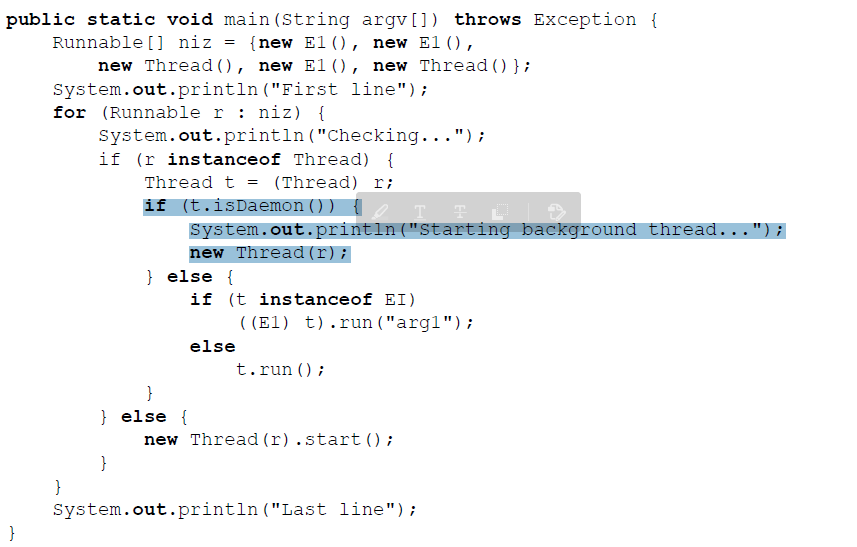 public static void main(String argv[]) throws Exception {
    Runnable[] niz = {new E1(), new E1(),
        new Thread(), new E1(), new Thread()};
    System.out.println("First line");
    for (Runnable r : niz) {
        System.out.println("Checking...");
        if (r instanceof Thread) {
            Thread t = (Thread) r;
            if (t.isDaemon()) {
                System.out.println("Starting background thread...");
                new Thread(r);
            } else {
                if (t instanceof EI)
                    ((E1) t).run("arg1");
                else
                    t.run();
            }
        } else {
            new Thread(r).start();
        }
    }
    System.out.println("Last line");
}